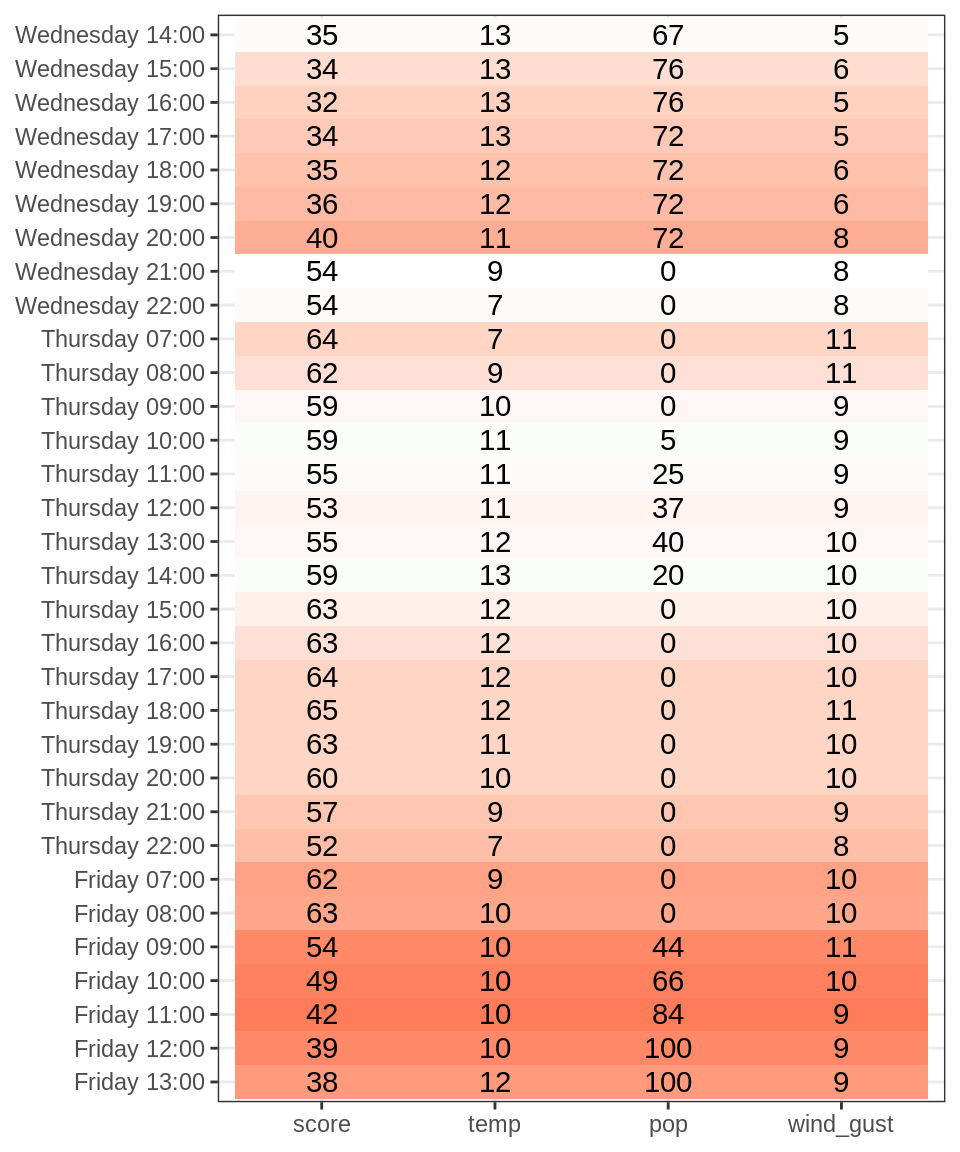 Wednesday 14:00 35 13 67 5
Wednesday 15:00 34 13 76 6
Wednesday 16:00 32 13 76 5
Wednesday 17:00 34 13 72 5
Wednesday 18:00 35 12 72 6
Wednesday 19:00 36 12 72 6
Wednesday 20:00 40 11 72 8
Wednesday 21:00 54 9 0 8
Wednesday 22:00 54 7 0 8
Thursday 07:00 64 7 0 11
Thursday 08:00 62 9 0 11
Thursday 09:00 59 10 0 9
Thursday 10:00 59 11 5 9
Thursday 11:00 55 11 25 9
Thursday 12:00 53 11 37 9
Thursday 13:00 55 12 40 10
Thursday 14:00 59 13 20 10
Thursday 15:00 63 12 0 10
Thursday 16:00 63 12 0 10
Thursday 17:00 64 12 0 10
Thursday 18:00 65 12 0 11
Thursday 19:00 63 11 0 10
Thursday 20:00 60 10 0 10
Thursday 21:00 57 9 0 9
Thursday 22:00 52 7 0 8
Friday 07:00 62 9 0 10
Friday 08:00 63 10 0 10
Friday 09:00 54 10 44 11
Friday 10:00 49 10 66 10
Friday 11:00 42 10 84 9
Friday 12:00 39 10 100 9
Friday 13:00 38 12 100 9
score temp pop wind_gust